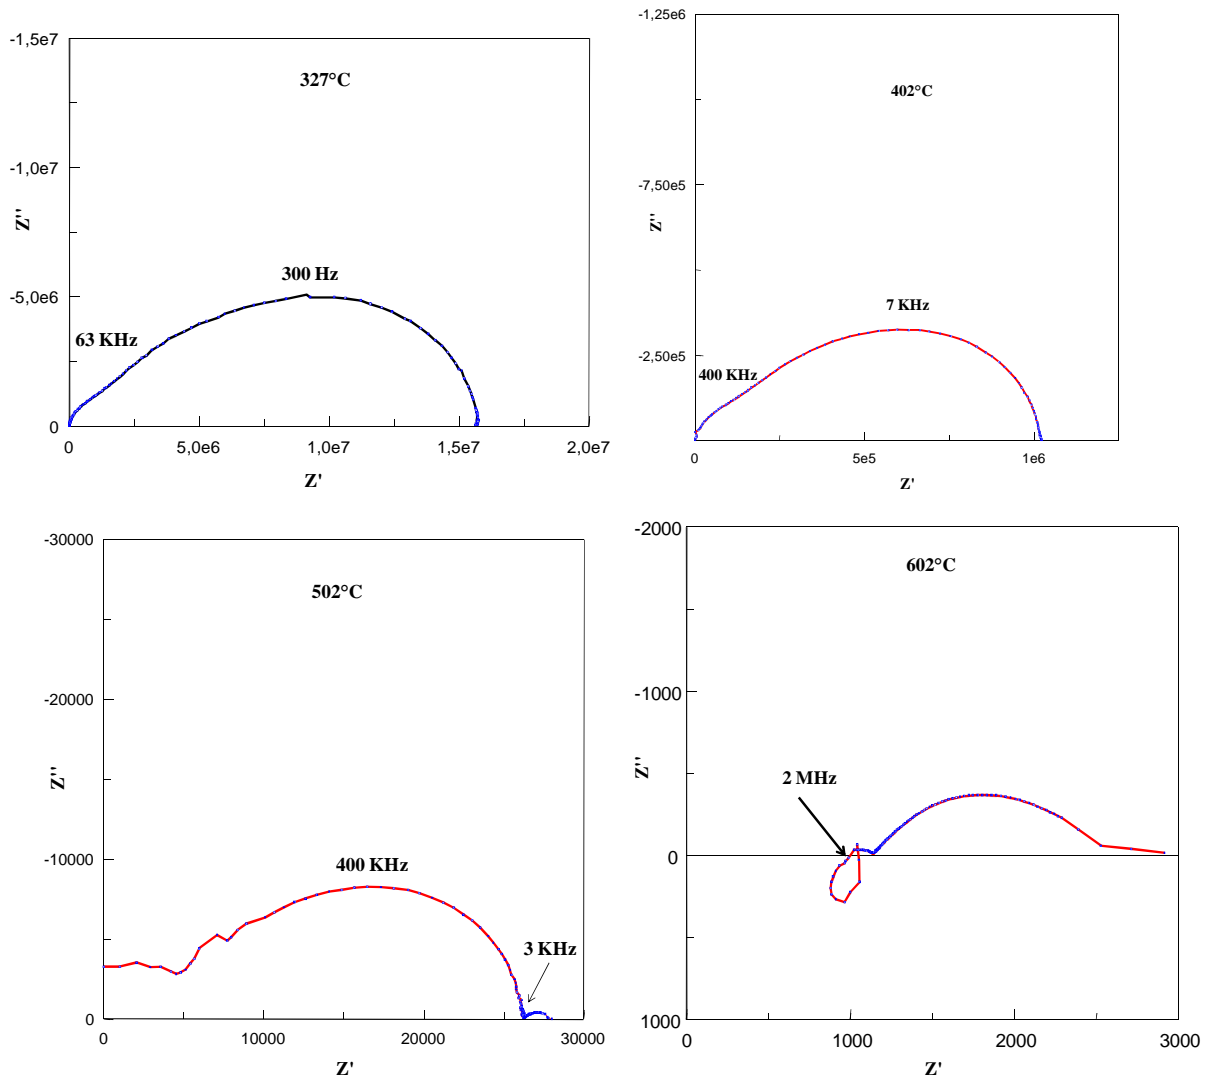 -1,5e7
327°C
-1,0e7
Z''
300 Hz
-5,0e6
63 KHz
0
0 5,0e6 1,0e7 1,5e7 2,0e7
Z'
-1,25e6
402°C
-7,50e5
Z''
7 KHz
-2,50e5
400 KHz
0 5e5 1e6
Z'
-30000
502°C
-20000
Z''
-10000
400 KHz
3 KHz
0
0 10000 20000 30000
Z'
-2000
602°C
-1000
Z''
2 MHz
0
1000
0 1000 2000 3000
Z'